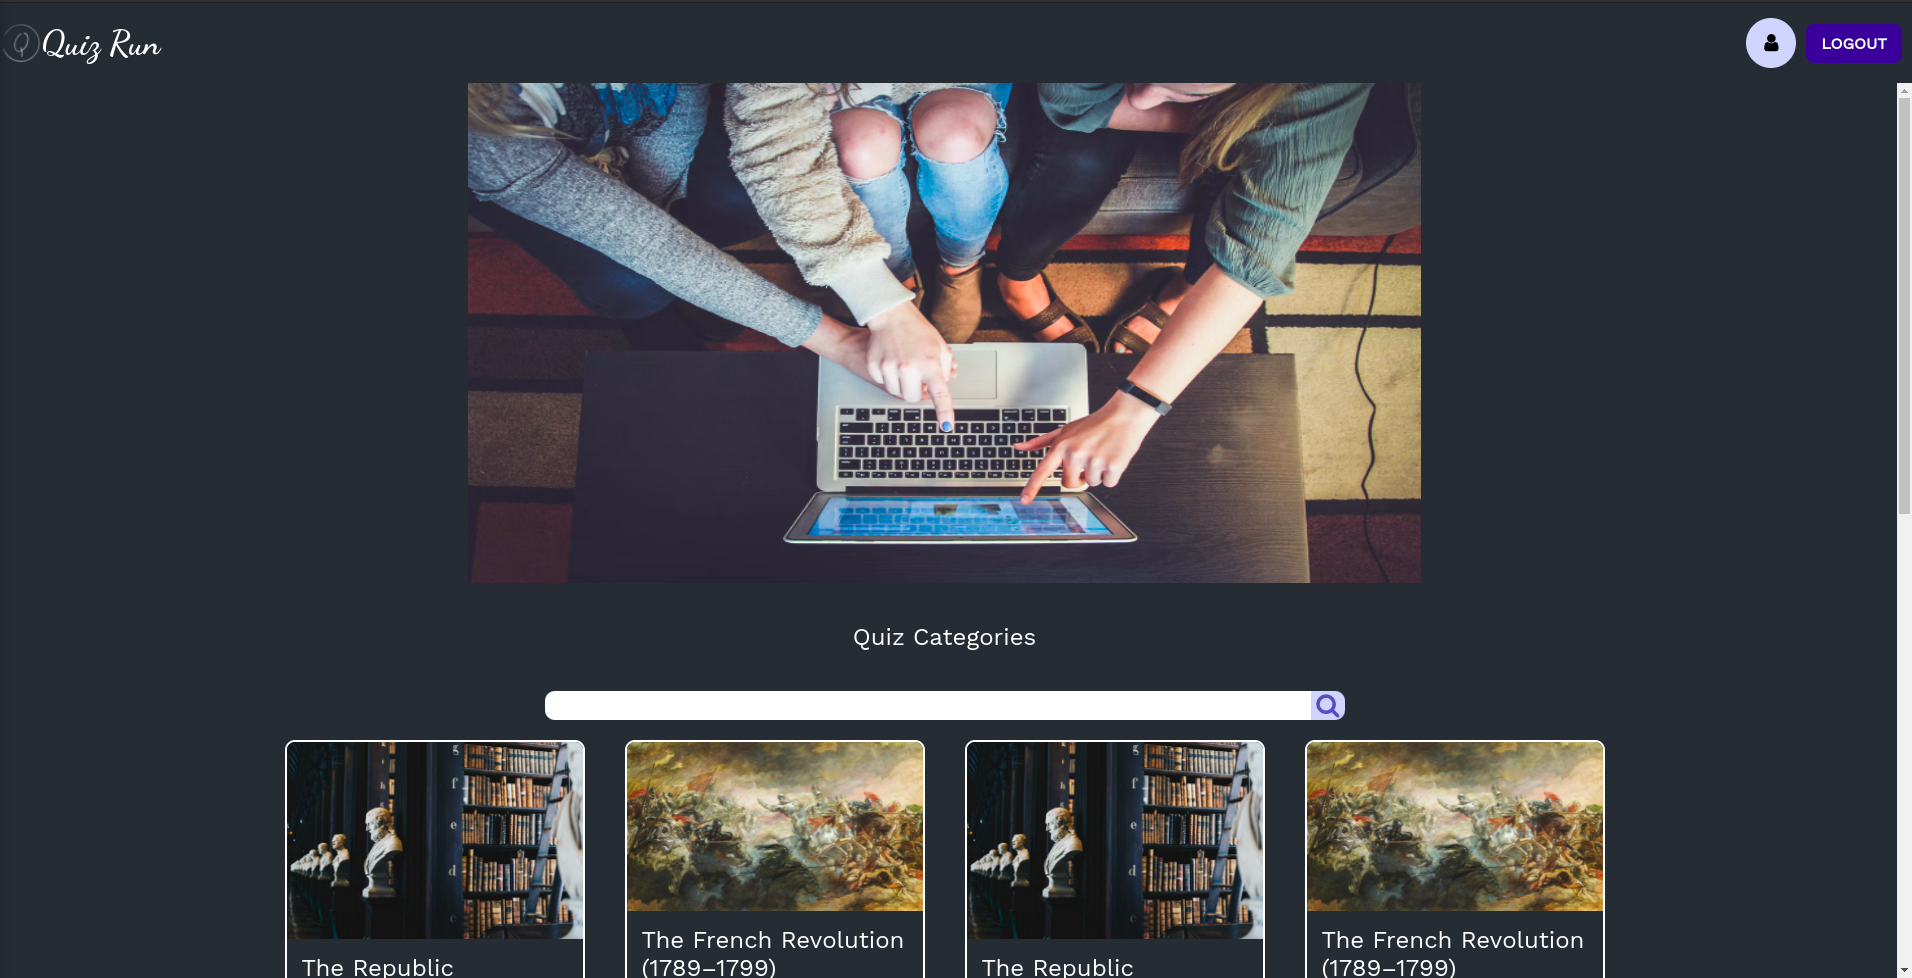 Quiz Run
LOGOUT
Quiz Categories
The Republic
The French Revolution
(1789–1799)
The Republic
The French Revolution
(1789–1799)